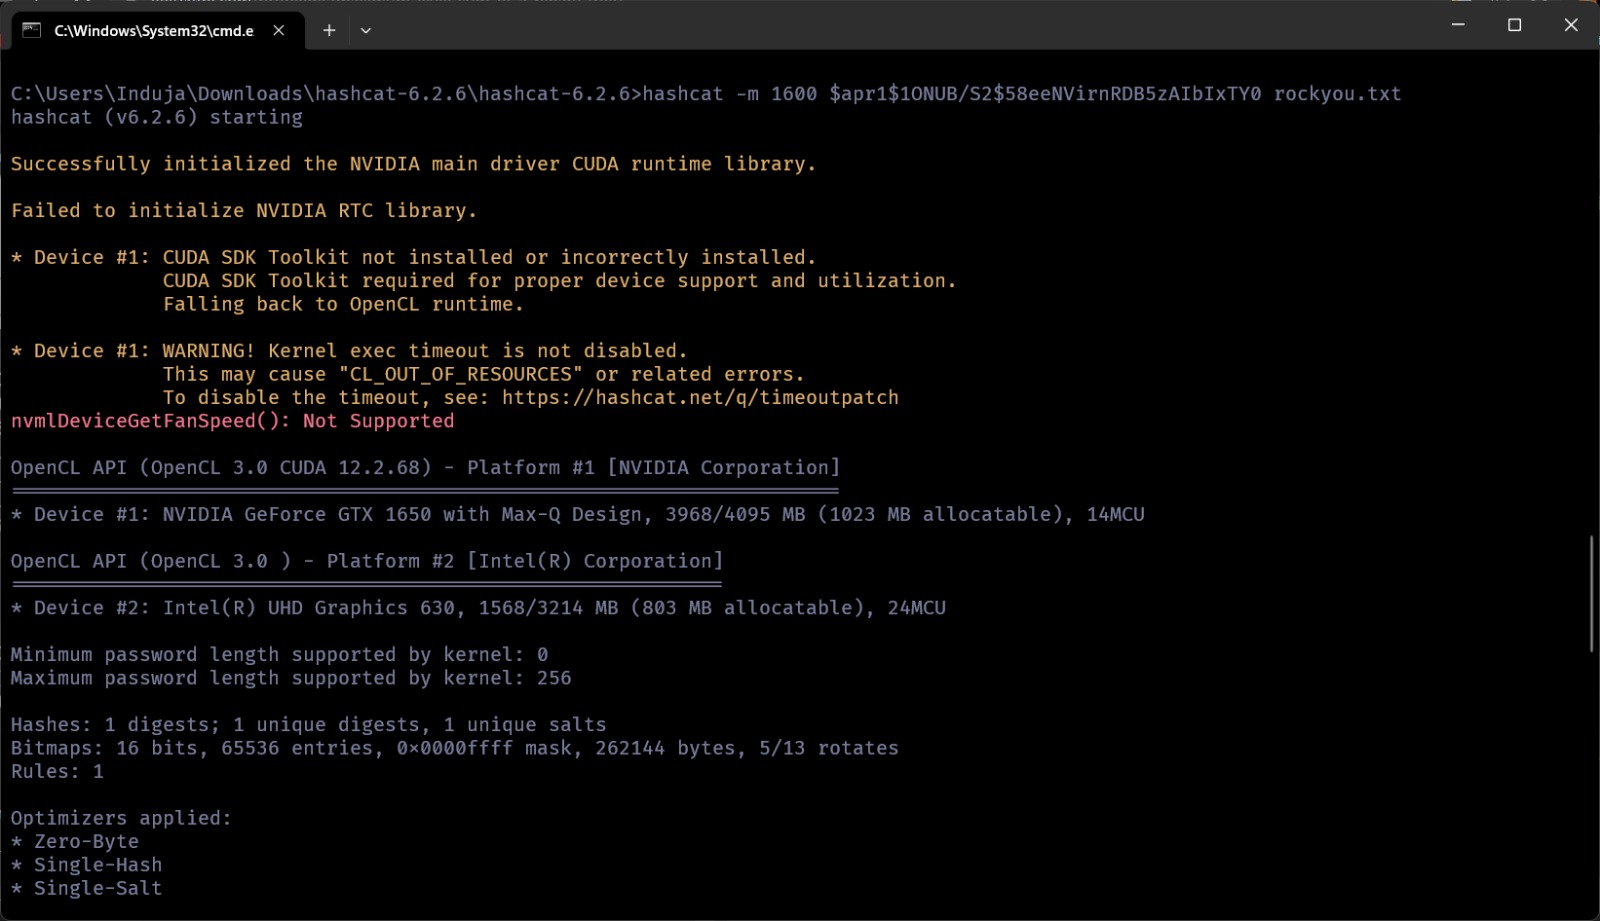 C:\Windows\System32\cmd.e
C:\Users\Induja\Downloads\hashcat-6.2.6\hashcat-6.2.6>hashcat -m 1600 $apr1$1ONUB/S2$58eeNVirnRDB5zAIbIxTY0 rockyou.txt
hashcat (v6.2.6) starting
Successfully initialized the NVIDIA main driver CUDA runtime library.
Failed to initialize NVIDIA RTC library.
* Device #1: CUDA SDK Toolkit not installed or incorrectly installed.
CUDA SDK Toolkit required for proper device support and utilization.
Falling back to OpenCL runtime.
* Device #1: WARNING! Kernel exec timeout is not disabled.
This may cause "CL_OUT_OF_RESOURCES" or related errors.
To disable the timeout, see: https://hashcat.net/q/timeoutpatch
nvmlDeviceGetFanSpeed(): Not Supported
OpenCL API (OpenCL 3.0 CUDA 12.2.68) - Platform #1 [NVIDIA Corporation]
=======================================================================
* Device #1: NVIDIA GeForce GTX 1650 with Max-Q Design, 3968/4095 MB (1023 MB allocatable), 14MCU
OpenCL API (OpenCL 3.0 ) - Platform #2 [Intel(R) Corporation]
=============================================================
* Device #2: Intel(R) UHD Graphics 630, 1568/3214 MB (803 MB allocatable), 24MCU
Minimum password length supported by kernel: 0
Maximum password length supported by kernel: 256
Hashes: 1 digests; 1 unique digests, 1 unique salts
Bitmaps: 16 bits, 65536 entries, 0x0000ffff mask, 262144 bytes, 5/13 rotates
Rules: 1
Optimizers applied:
* Zero-Byte
* Single-Hash
* Single-Salt